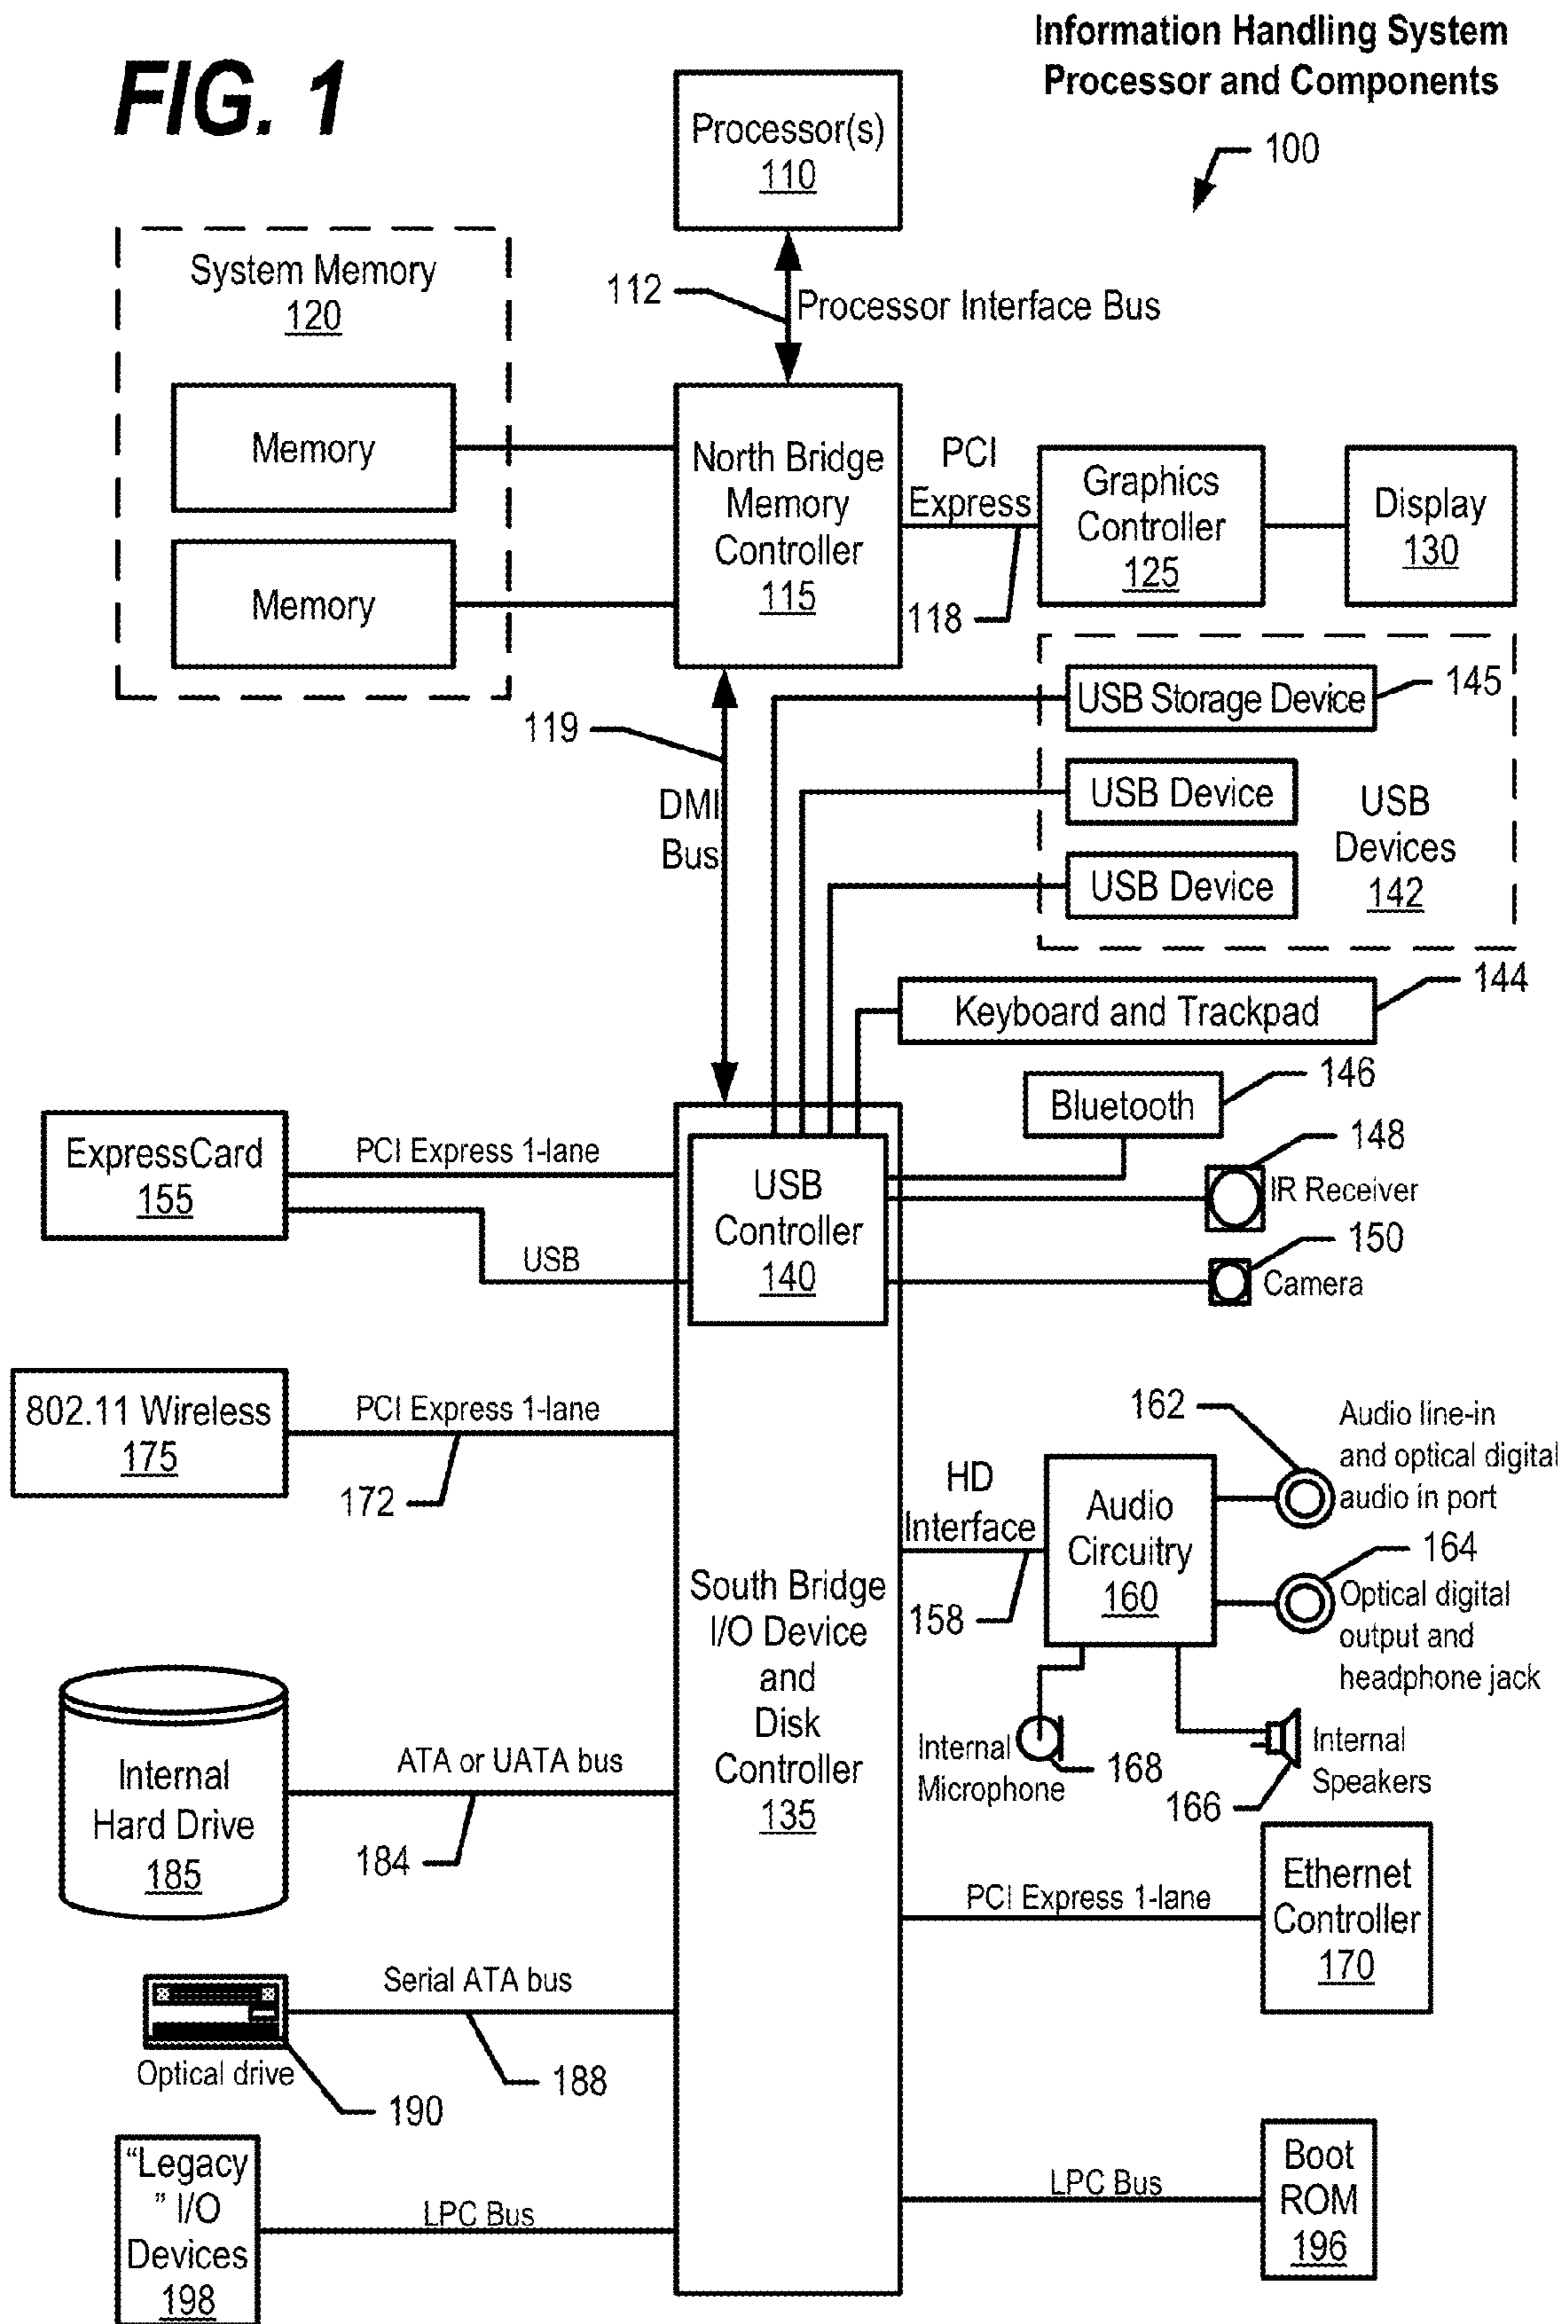 FIG. 1
Information Handling System
Processor and Components
100
Processor(s)
110
112
Processor Interface Bus
System Memory
120
Memory
Memory
North Bridge
Memory
Controller
115
PCI
Express
118
Graphics
Controller
125
Display
130
119
DMI
Bus
USB Storage Device
145
USB Device
USB Device
USB
Devices
142
Keyboard and Trackpad
144
Bluetooth
146
148
IR Receiver
150
Camera
ExpressCard
155
PCI Express 1-lane
USB
USB
Controller
140
802.11 Wireless
175
PCI Express 1-lane
172
HD
Interface
158
Audio
Circuitry
160
162
Audio line-in
and optical digital
audio in port
164
Optical digital
output and
headphone jack
Internal
Microphone
168
166
Internal
Speakers
South Bridge
I/O Device
and
Disk
Controller
135
Internal
Hard Drive
185
ATA or UATA bus
184
PCI Express 1-lane
Ethernet
Controller
170
Serial ATA bus
188
Optical drive
190
“Legacy
” I/O
Devices
198
LPC Bus
LPC Bus
Boot
ROM
196